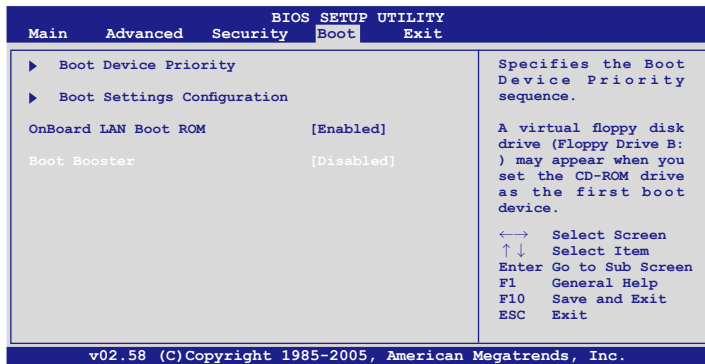 BIOS SETUP UTILITY
Main Advanced Security Boot Exit
Boot Device Priority
Boot Settings Configuration
OnBoard LAN Boot ROM [Enabled]
Boot Booster [Disabled]
Specifies the Boot
Device Priority
sequence.
A virtual floppy disk
drive (Floppy Drive B:
) may appear when you
set the CD-ROM drive
as the first boot
device.
←→ Select Screen
↑↓ Select Item
Enter Go to Sub Screen
F1 General Help
F10 Save and Exit
ESC Exit
v02.58 (C)Copyright 1985-2005, American Megatrends, Inc.